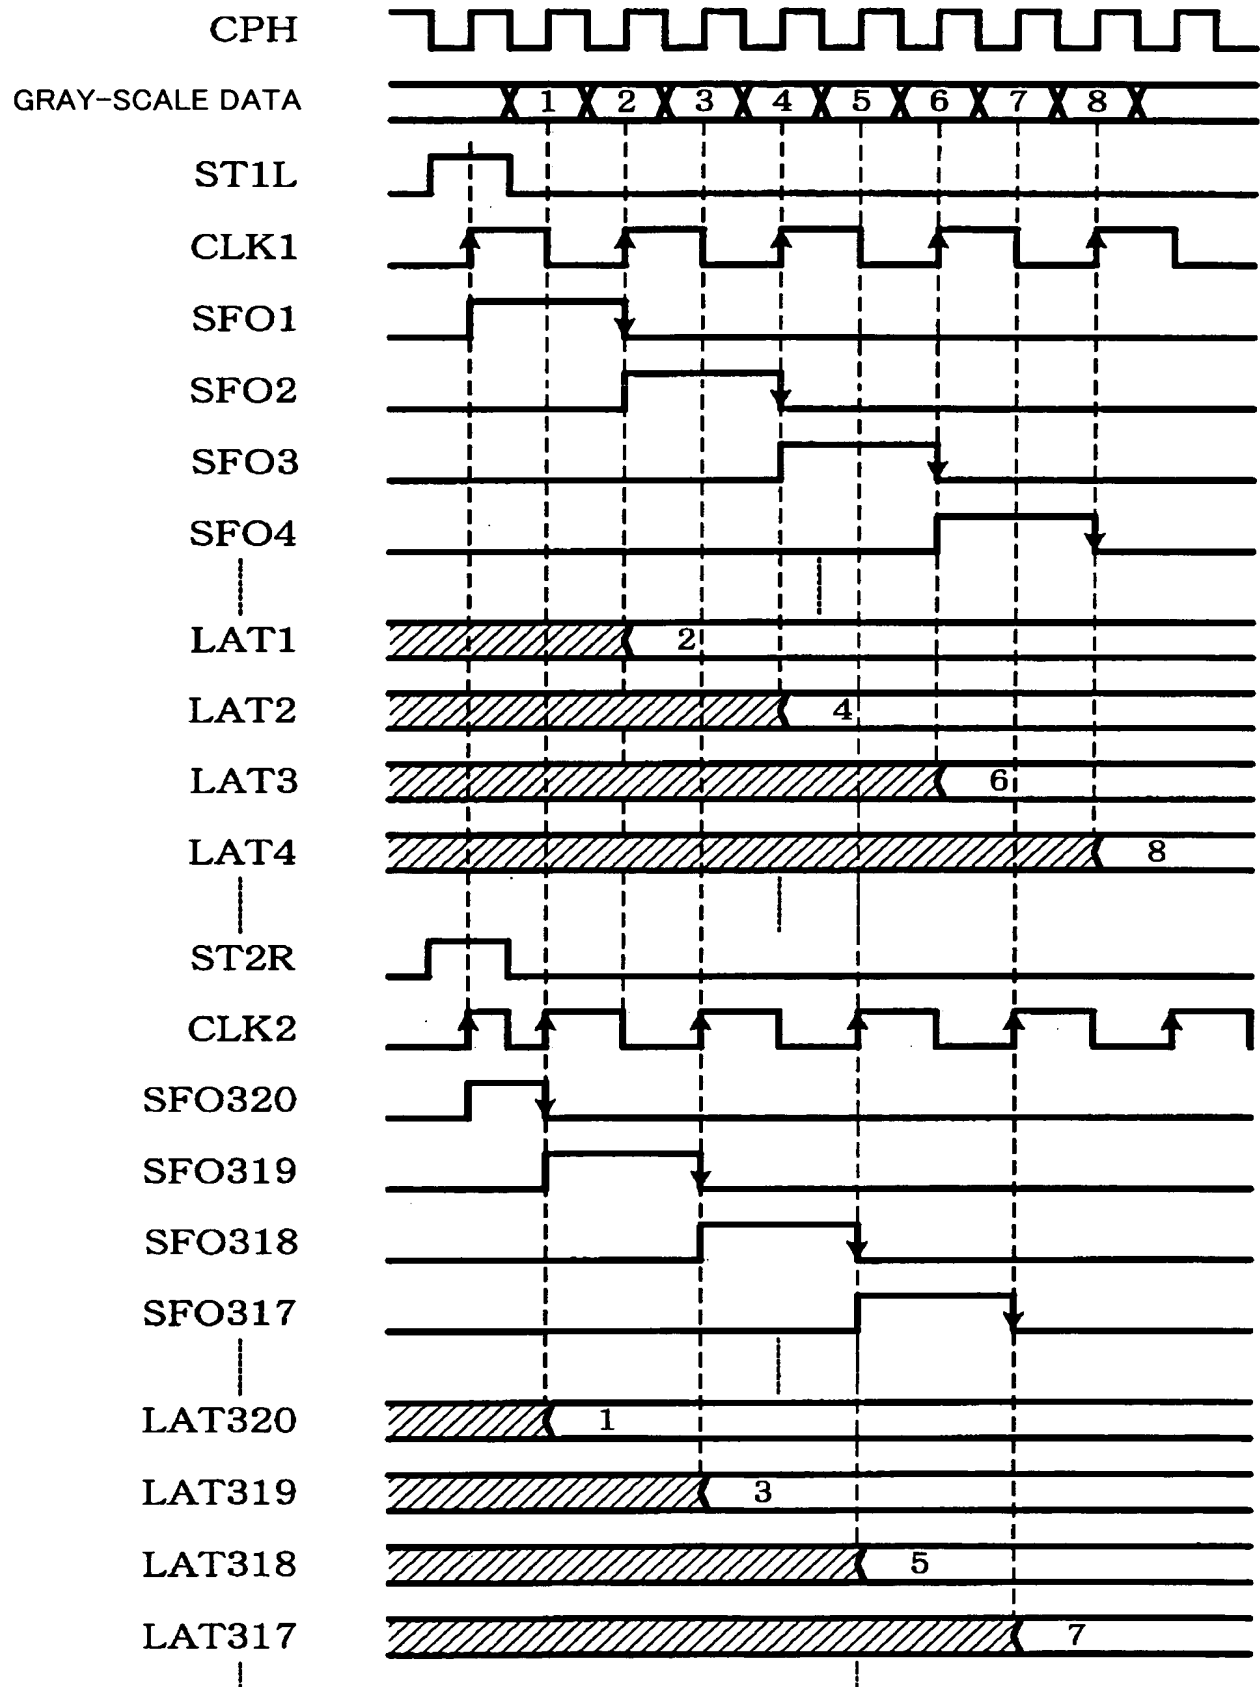 CPH
GRAY-SCALE DATA 1 2 3 4 5 6 7 8
ST1L
CLK1
SFO1
SFO2
SFO3
SFO4
LAT1 2
LAT2 4
LAT3 6
LAT4 8
ST2R
CLK2
SFO320
SFO319
SFO318
SFO317
LAT320 1
LAT319 3
LAT318 5
LAT317 7